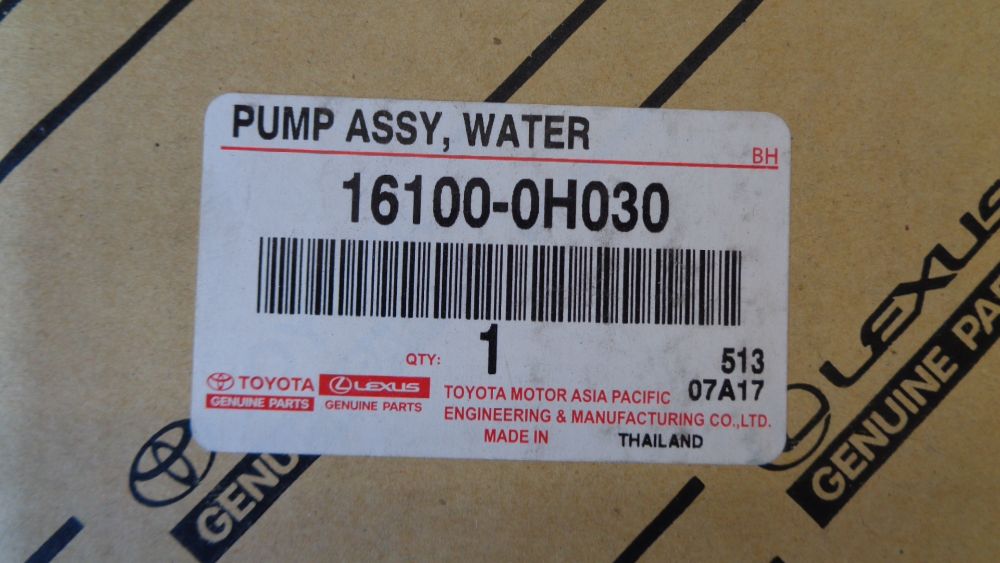 PUMP ASSY, WATER
BH
16100-0H030
QTY: 1
513
07A17
TOYOTA
GENUINE PARTS
LEXUS
GENUINE PARTS
TOYOTA MOTOR ASIA PACIFIC
ENGINEERING & MANUFACTURING CO.,LTD.
MADE IN THAILAND
LEXUS
GENUINE PA
GENU